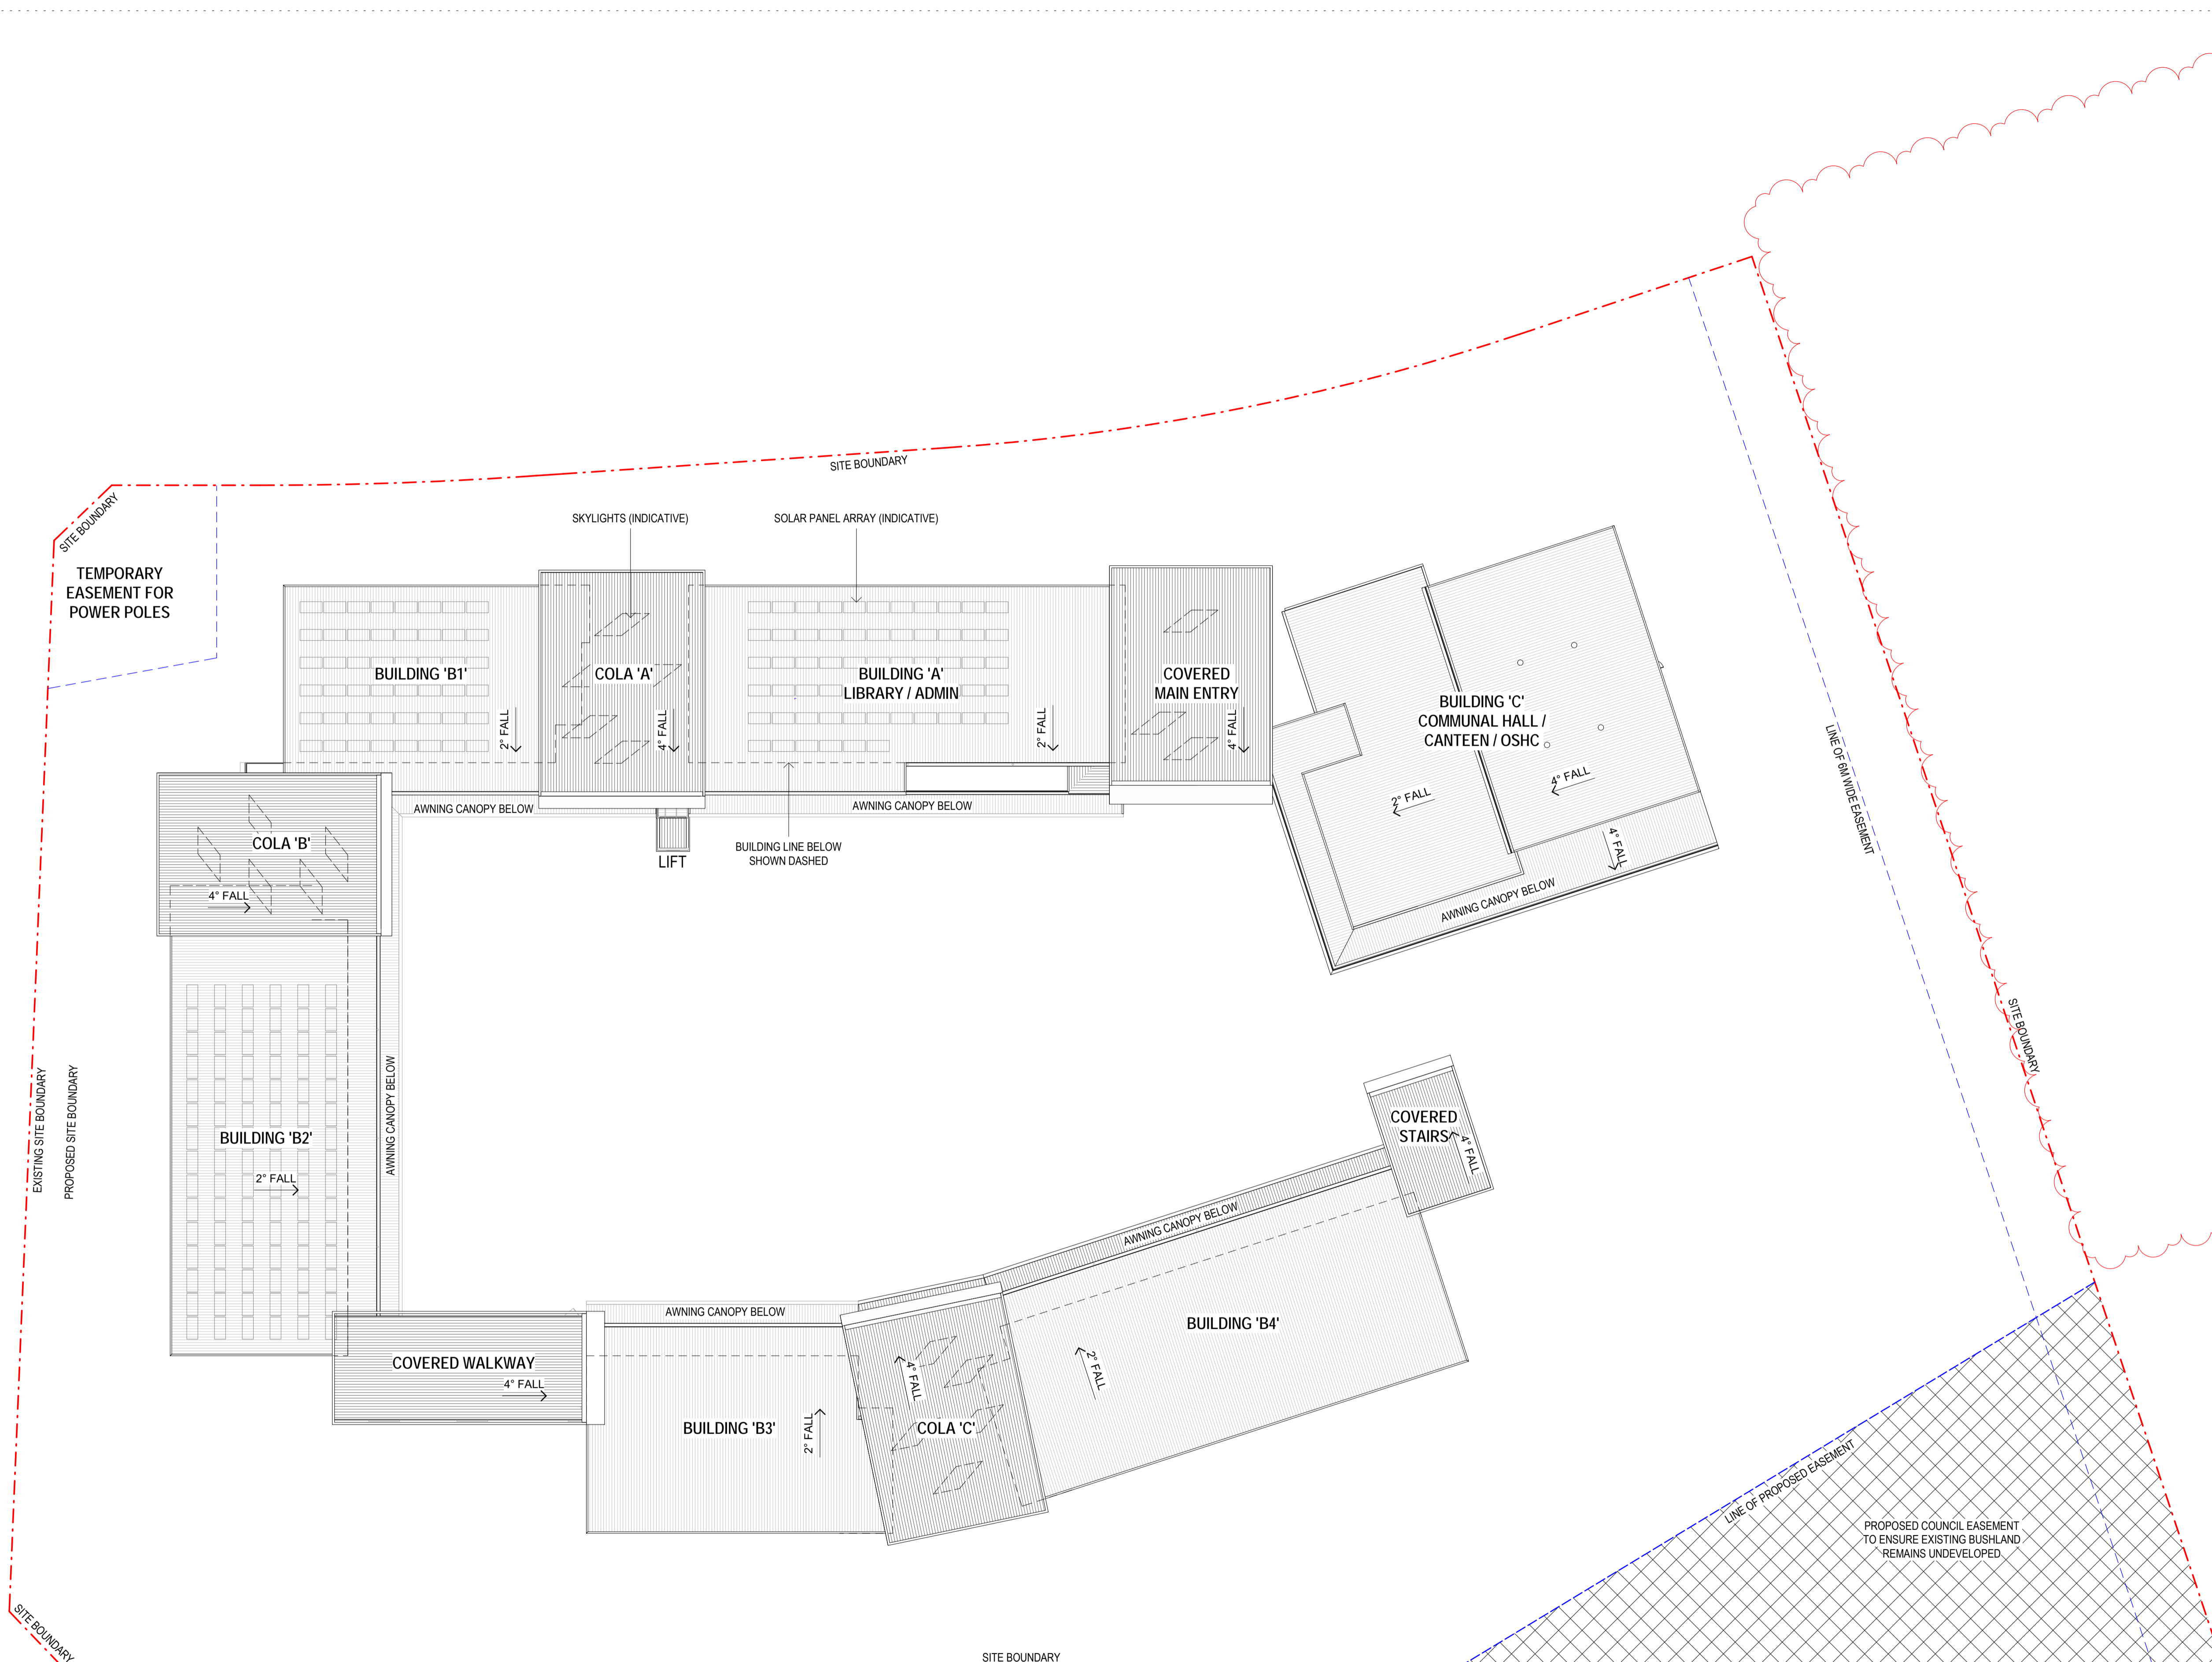 SITE BOUNDARY
SITE BOUNDARY
SKYLIGHTS (INDICATIVE)
SOLAR PANEL ARRAY (INDICATIVE)
TEMPORARY
EASEMENT FOR
POWER POLES
BUILDING 'B1'
2° FALL
COLA 'A'
4° FALL
BUILDING 'A'
LIBRARY / ADMIN
2° FALL
COVERED
MAIN ENTRY
4° FALL
BUILDING 'C'
COMMUNAL HALL /
CANTEEN / OSHC
4° FALL
2° FALL
4° FALL
AWNING CANOPY BELOW
LINE OF 6M WIDE EASEMENT
AWNING CANOPY BELOW
AWNING CANOPY BELOW
LIFT
BUILDING LINE BELOW
SHOWN DASHED
COLA 'B'
4° FALL
SITE BOUNDARY
EXISTING SITE BOUNDARY
PROPOSED SITE BOUNDARY
BUILDING 'B2'
2° FALL
AWNING CANOPY BELOW
COVERED
STAIRS
4° FALL
AWNING CANOPY BELOW
AWNING CANOPY BELOW
BUILDING 'B4'
2° FALL
COVERED WALKWAY
4° FALL
BUILDING 'B3'
2° FALL
4° FALL
COLA 'C'
LINE OF PROPOSED EASEMENT
PROPOSED COUNCIL EASEMENT
TO ENSURE EXISTING BUSHLAND
REMAINS UNDEVELOPED
SITE BOUNDARY
SITE BOUNDARY